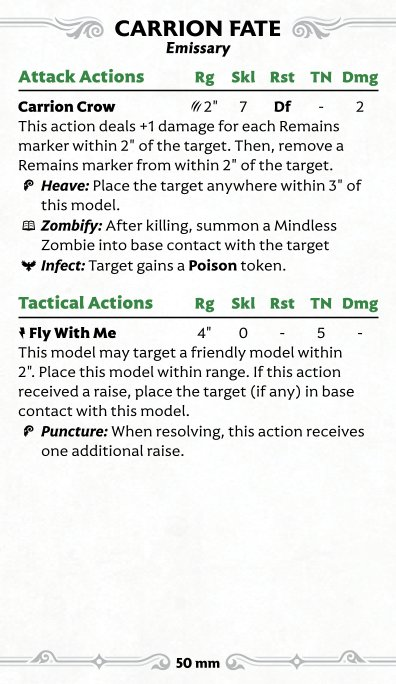 CARRION FATE
Emissary
Attack Actions Rg Skl Rst TN Dmg
Carrion Crow 2" 7 Df - 2
This action deals +1 damage for each Remains
marker within 2" of the target. Then, remove a
Remains marker from within 2" of the target.
Heave: Place the target anywhere within 3" of
this model.
Zombify: After killing, summon a Mindless
Zombie into base contact with the target
Infect: Target gains a Poison token.
Tactical Actions Rg Skl Rst TN Dmg
Fly With Me 4" 0 - 5 -
This model may target a friendly model within
2". Place this model within range. If this action
received a raise, place the target (if any) in base
contact with this model.
Puncture: When resolving, this action receives
one additional raise.
50 mm